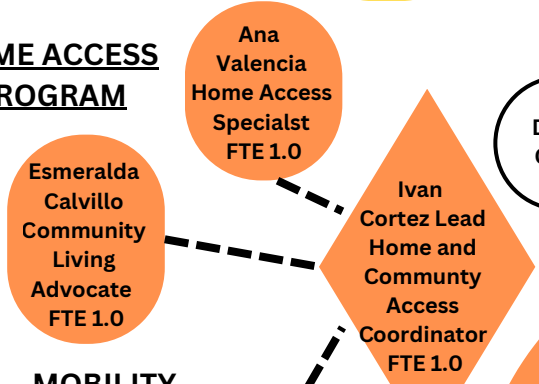 ME ACCESS
ROGRAM
Ana
Valencia
Home Access
Specialst
FTE 1.0
Esmeralda
Calvillo
Community
Living
Advocate
FTE 1.0
Ivan
Cortez Lead
Home and
Communty
Access
Coordinator
FTE 1.0
MOBILITY